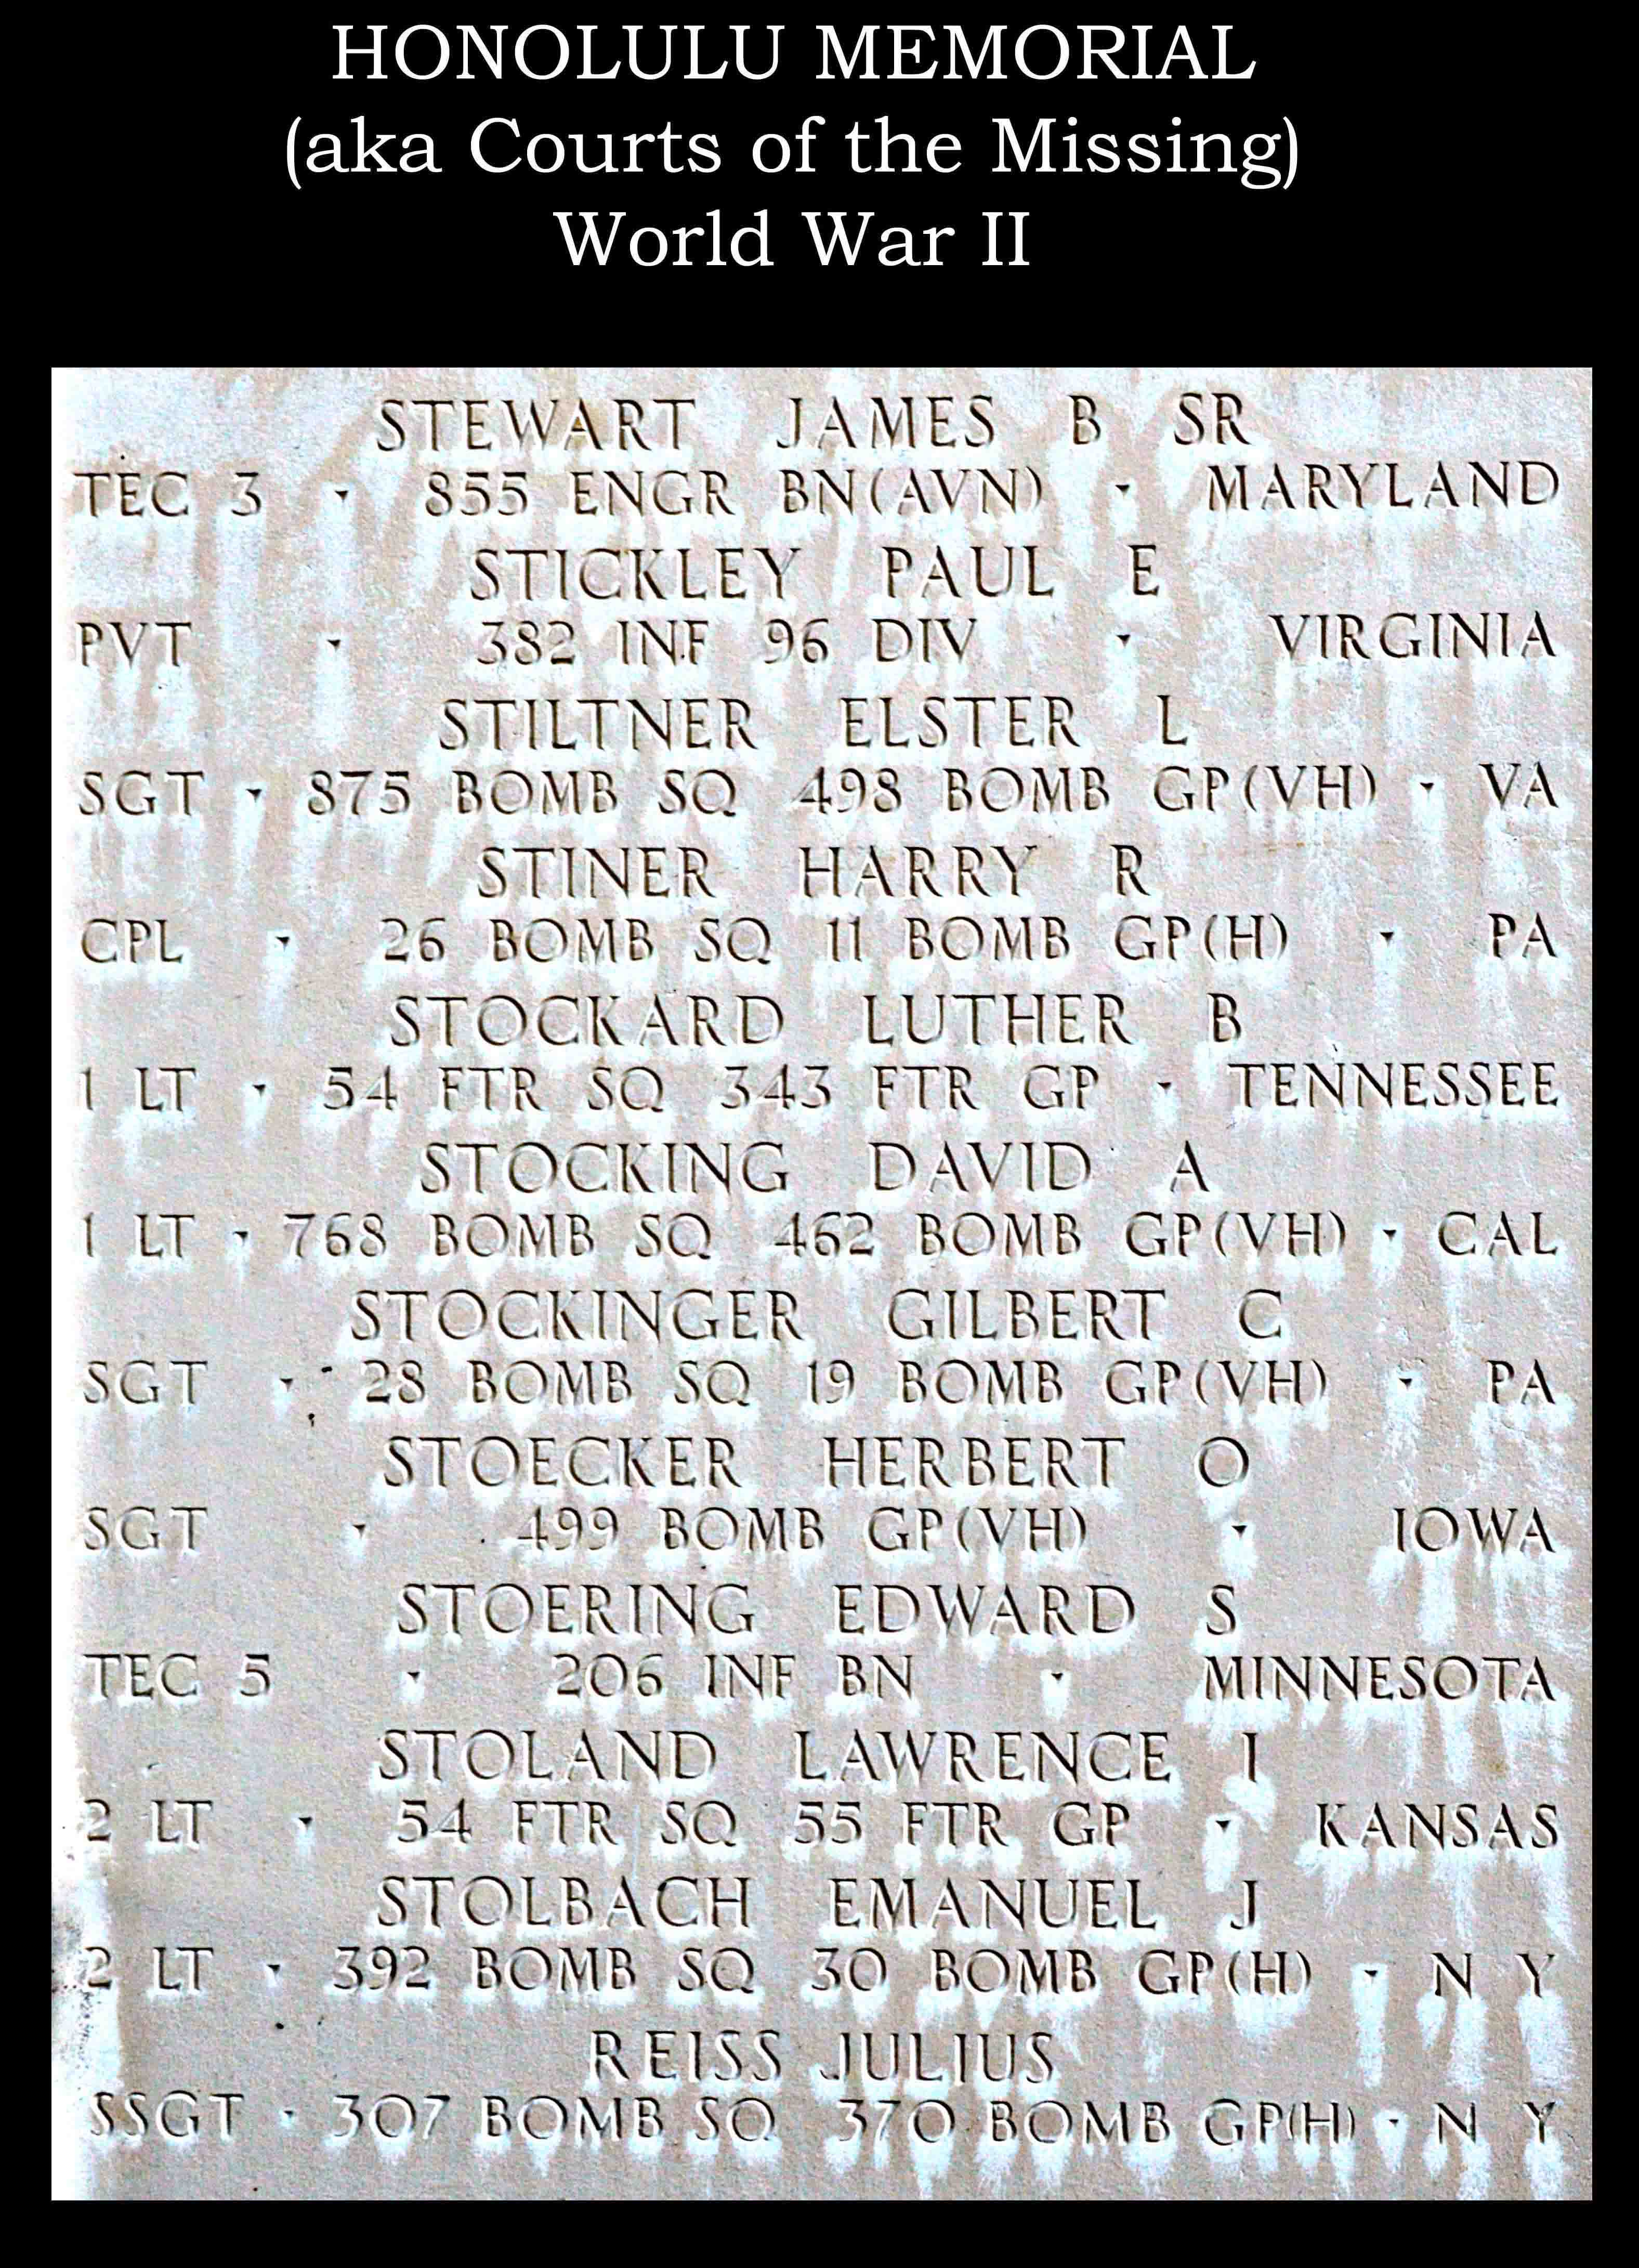 HONOLULU MEMORIAL
(aka Courts of the Missing)
World War II
STEWART JAMES B SR
TEC 3 · 855 ENGR BN(AVN) · MARYLAND
STICKLEY PAUL E
PVT · 382 INF 96 DIV · VIRGINIA
STILTNER ELSTER L
SGT · 875 BOMB SQ 498 BOMB GP(VH) · VA
STINER HARRY R
CPL · 26 BOMB SQ 11 BOMB GP(H) · PA
STOCKARD LUTHER B
1 LT · 54 FTR SQ 343 FTR GP · TENNESSEE
STOCKING DAVID A
1 LT · 768 BOMB SQ 462 BOMB GP(VH) · CAL
STOCKINGER GILBERT C
SGT · 28 BOMB SQ 19 BOMB GP(VH) · PA
STOECKER HERBERT O
SGT · 499 BOMB GP(VH) · IOWA
STOERING EDWARD S
TEC 5 · 206 INF BN · MINNESOTA
STOLAND LAWRENCE I
2 LT · 54 FTR SQ 55 FTR GP · KANSAS
STOLBACH EMANUEL J
2 LT · 392 BOMB SQ 30 BOMB GP(H) · N Y
REISS JULIUS
SSGT · 307 BOMB SQ 370 BOMB GP(H) · N Y